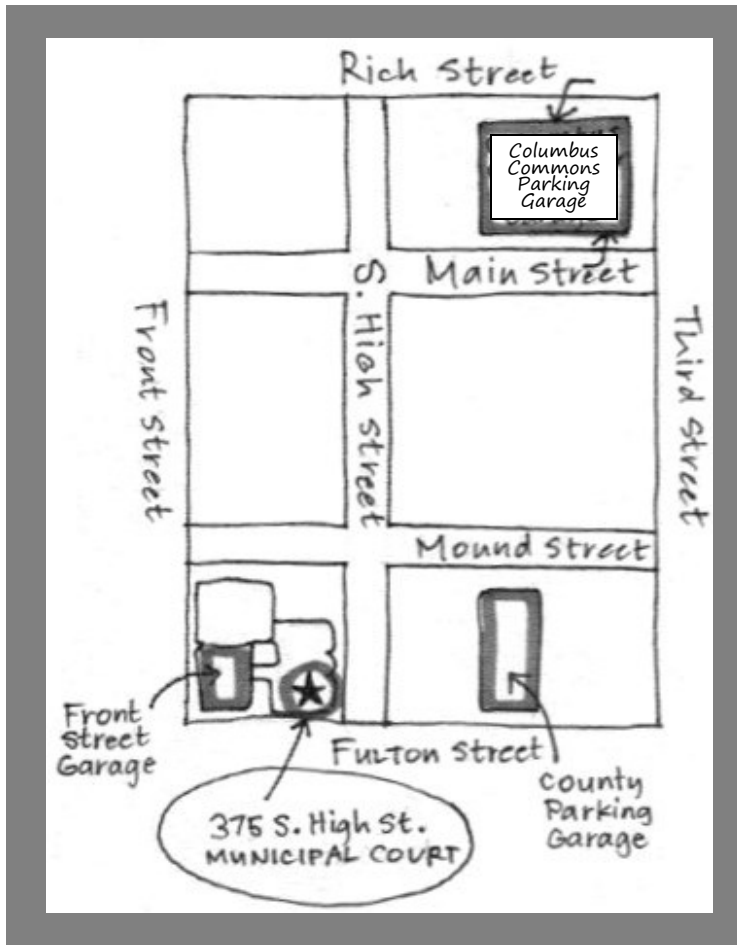 Rich Street
Columbus
Commons
Parking
Garage
S. High Street
Main Street
Front Street
Third Street
Mound Street
Front
Street
Garage
FULTON Street
County
Parking
Garage
375 S. High St.
MUNICIPAL COURT